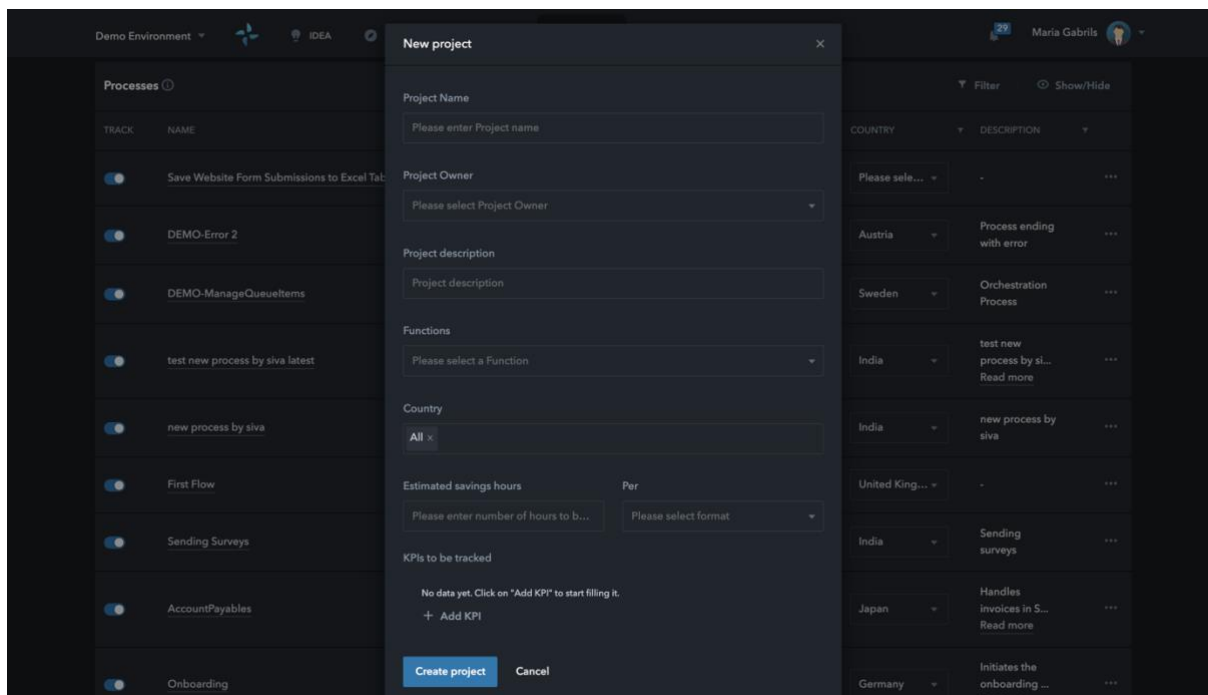 Demo Environment
IDEA
29
Maria Gabrils
New project
Processes
Filter
Show/Hide
TRACK
NAME
COUNTRY
DESCRIPTION
Project Name
Please enter Project name
Project Owner
Please select Project Owner
Project description
Project description
Functions
Please select a Function
Country
All ×
Estimated savings hours
Per
Please enter number of hours to b...
Please select format
KPIs to be tracked
No data yet. Click on "Add KPI" to start filling it.
+ Add KPI
Create project
Cancel
Save Website Form Submissions to Excel
Please sele...
-
DEMO-Error 2
Austria
Process ending
with error
DEMO-ManageQueueItems
Sweden
Orchestration
Process
test new process by siva latest
India
test new
process by si...
Read more
new process by siva
India
new process by
siva
First Flow
United King...
-
Sending Surveys
India
Sending
surveys
AccountPayables
Japan
Handles
invoices in S...
Read more
Onboarding
Germany
Initiates the
onboarding ...